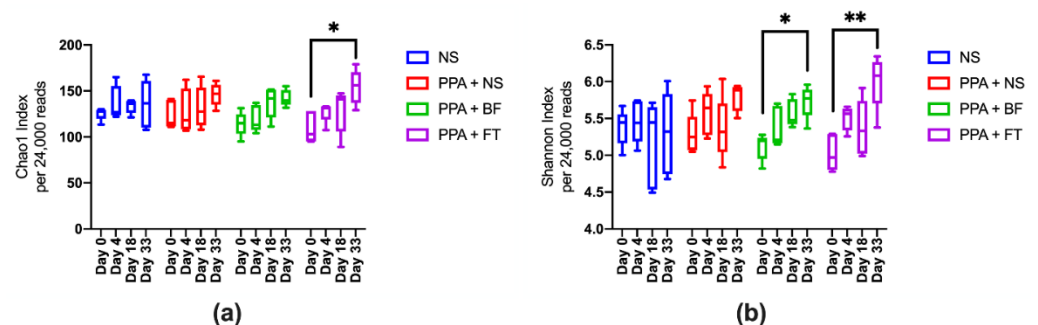 *
200
150
100
50
0
Chao1 Index
per 24,000 reads
Day 0
Day 4
Day 18
Day 33
Day 0
Day 4
Day 18
Day 33
Day 0
Day 4
Day 18
Day 33
Day 0
Day 4
Day 18
Day 33
NS
PPA + NS
PPA + BF
PPA + FT
(a)
*
**
6.5
6.0
5.5
5.0
4.5
4.0
Shannon Index
per 24,000 reads
Day 0
Day 4
Day 18
Day 33
Day 0
Day 4
Day 18
Day 33
Day 0
Day 4
Day 18
Day 33
Day 0
Day 4
Day 18
Day 33
NS
PPA + NS
PPA + BF
PPA + FT
(b)